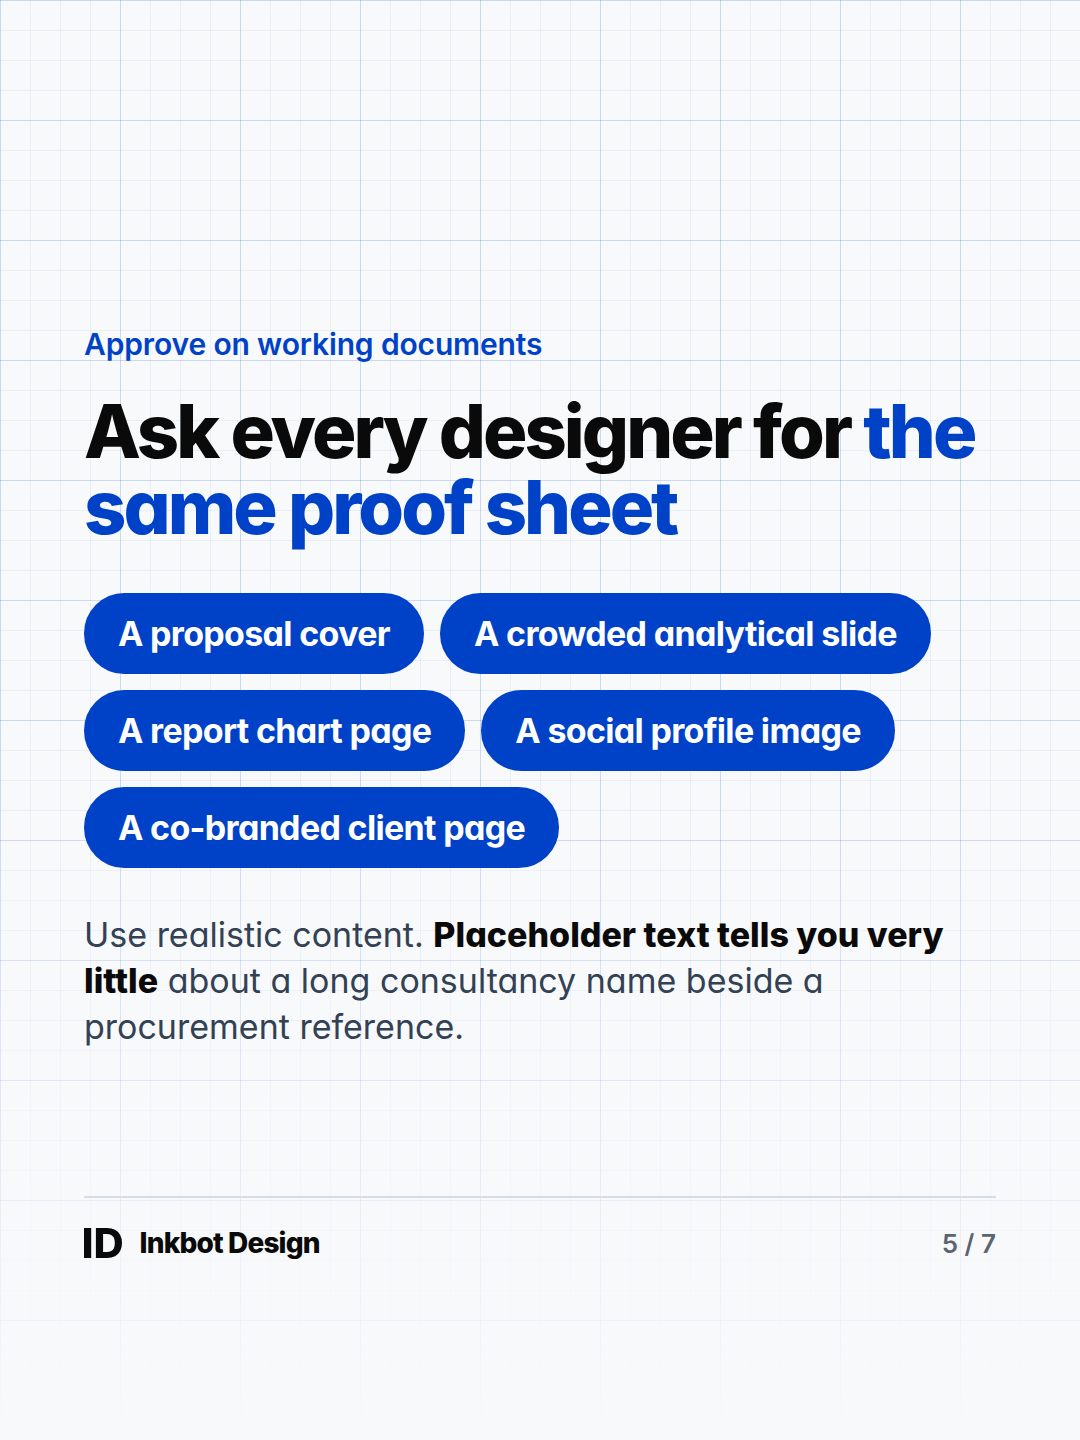 Approve on working documents
Ask every designer for the
same proof sheet
A proposal cover
A crowded analytical slide
A report chart page
A social profile image
A co-branded client page
Use realistic content. Placeholder text tells you very
little about a long consultancy name beside a
procurement reference.
ID Inkbot Design
5 / 7